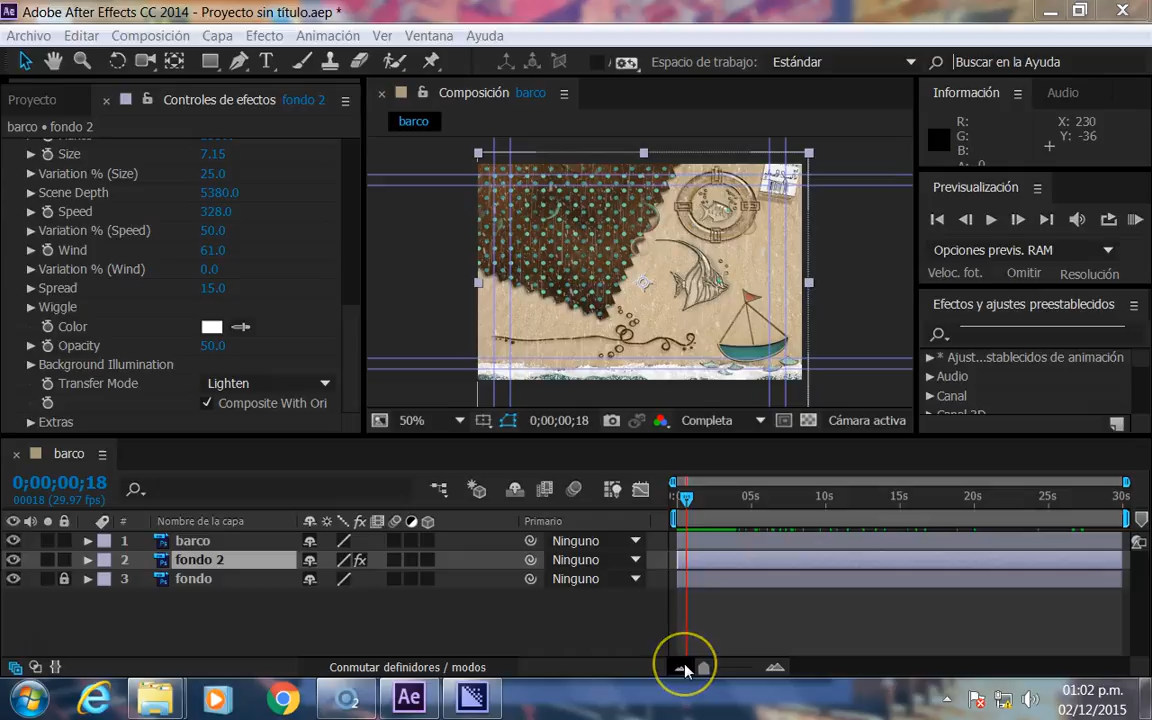 Adobe After Effects CC 2014 - Proyecto sin título.aep *
Archivo Editar Composición Capa Efecto Animación Ver Ventana Ayuda
Espacio de trabajo: Estándar Buscar en la Ayuda
Proyecto Controles de efectos fondo 2
barco • fondo 2
Size 7.15
Variation % (Size) 25.0
Scene Depth 5380.0
Speed 328.0
Variation % (Speed) 50.0
Wind 61.0
Variation % (Wind) 0.0
Spread 15.0
Wiggle
Color
Opacity 50.0
Background Illumination
Transfer Mode Lighten
Composite With Ori
Extras
Composición barco
barco
50% 0;00;00;18 Completa Cámara activa
Información Audio
R: X: 230
G: Y: -36
B:
A: 0
Previsualización
Opciones previs. RAM
Veloc. fot. Omitir Resolución
Efectos y ajustes preestablecidos
* Ajust...stablecidos de animación
Audio
Canal
barco
0;00;00;18
00018 (29.97 fps)
05s 10s 15s 20s 25s 30s
# Nombre de la capa Primario
1 barco Ninguno
2 fondo 2 Ninguno
3 fondo Ninguno
Conmutar definidores / modos
01:02 p.m.
02/12/2015